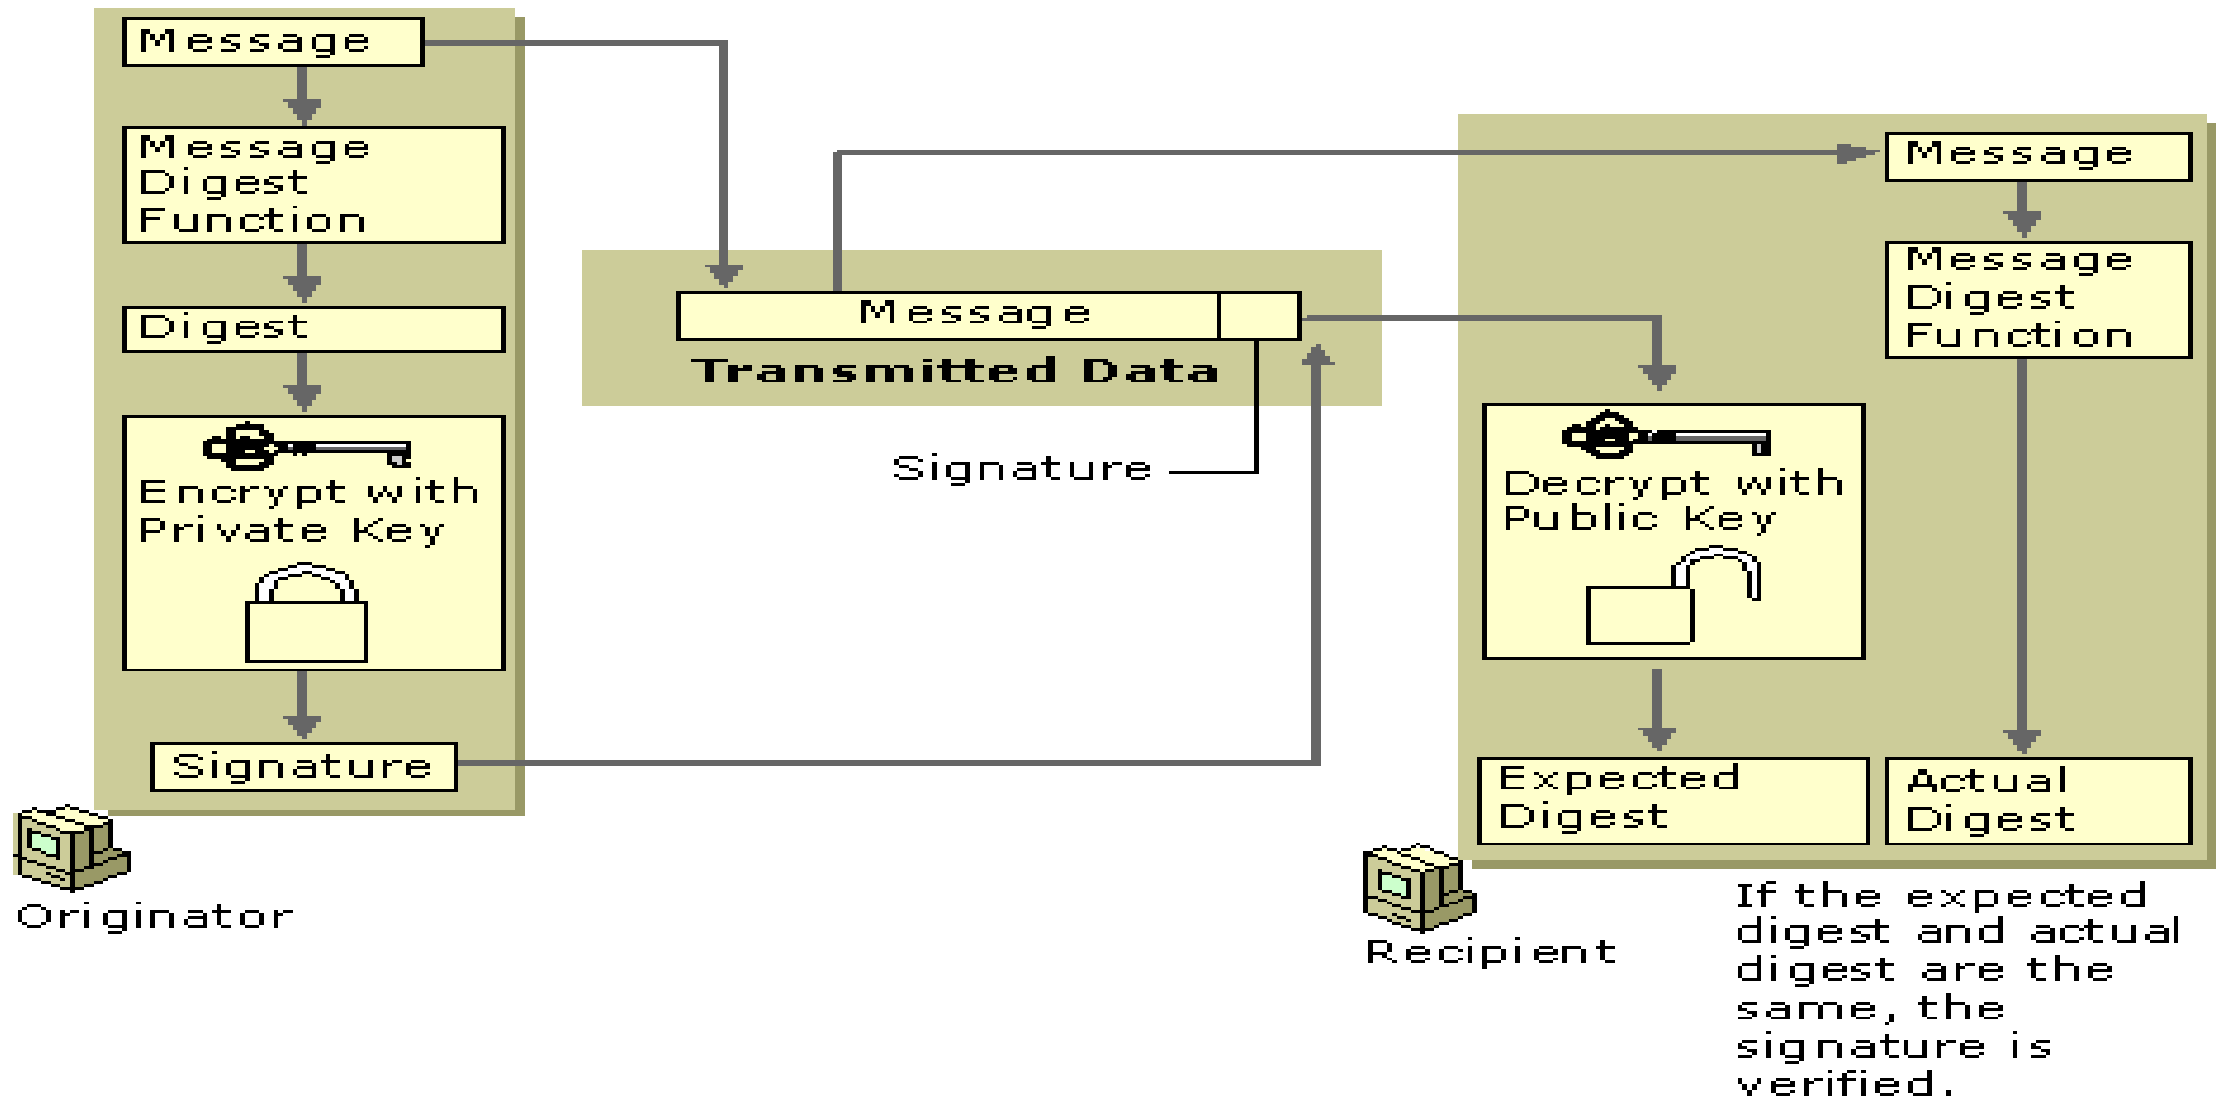 Message
Message
Digest
Function
Digest
Encrypt with
Private Key
Signature
Originator
Message
Transmitted Data
Signature
Message
Message
Digest
Function
Decrypt with
Public Key
Expected
Digest
Actual
Digest
Recipient
If the expected
digest and actual
digest are the
same, the
signature is
verified.